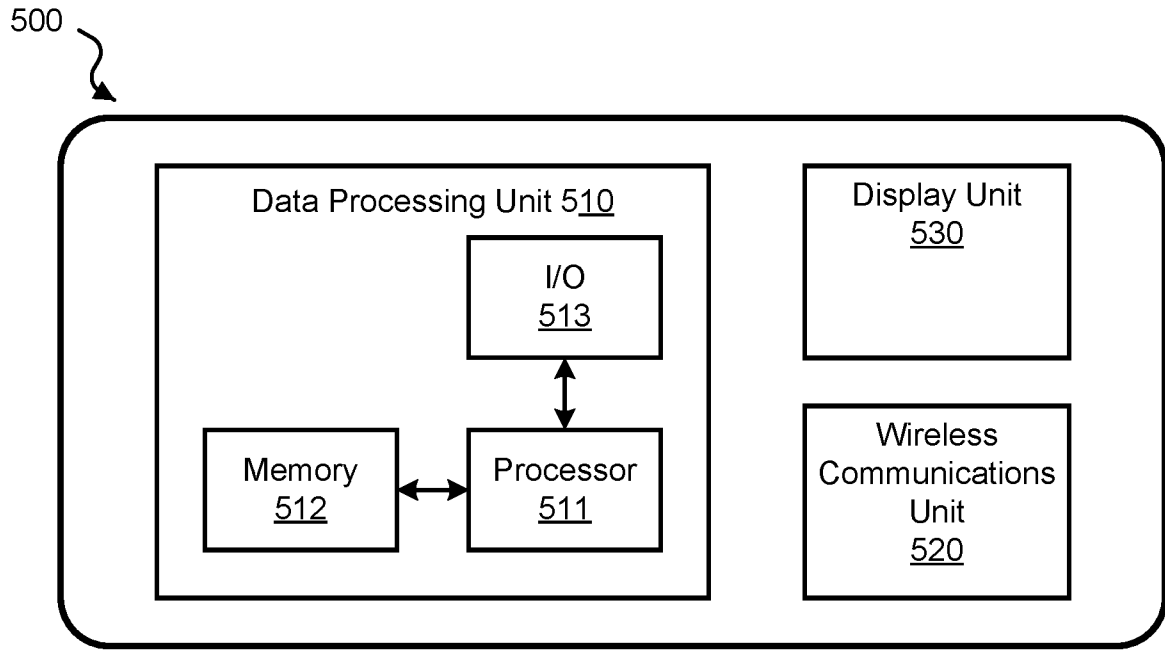 500
Data Processing Unit 510
I/O
513
Memory
512
Processor
511
Display Unit
530
Wireless
Communications
Unit
520